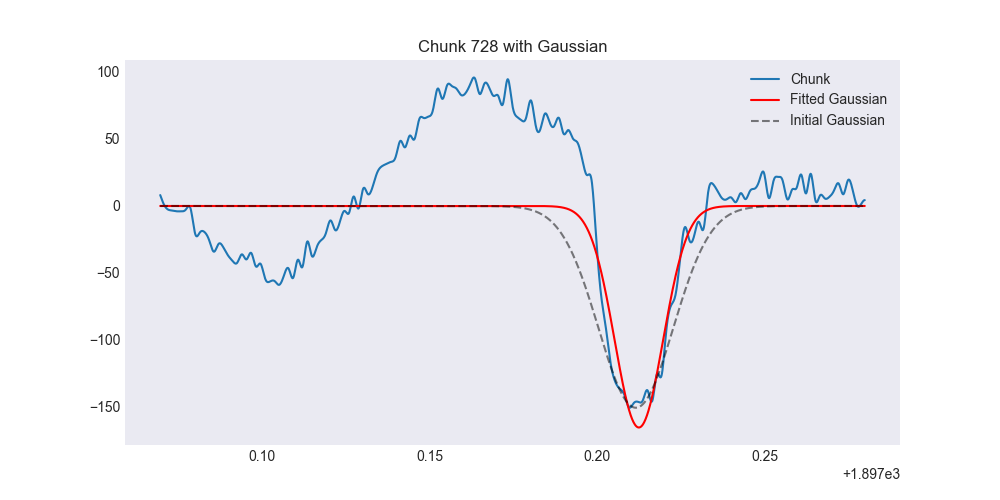 Chunk 728 with Gaussian
Chunk
Fitted Gaussian
Initial Gaussian
100
50
0
−50
−100
−150
0.10 0.15 0.20 0.25
+1.897e3